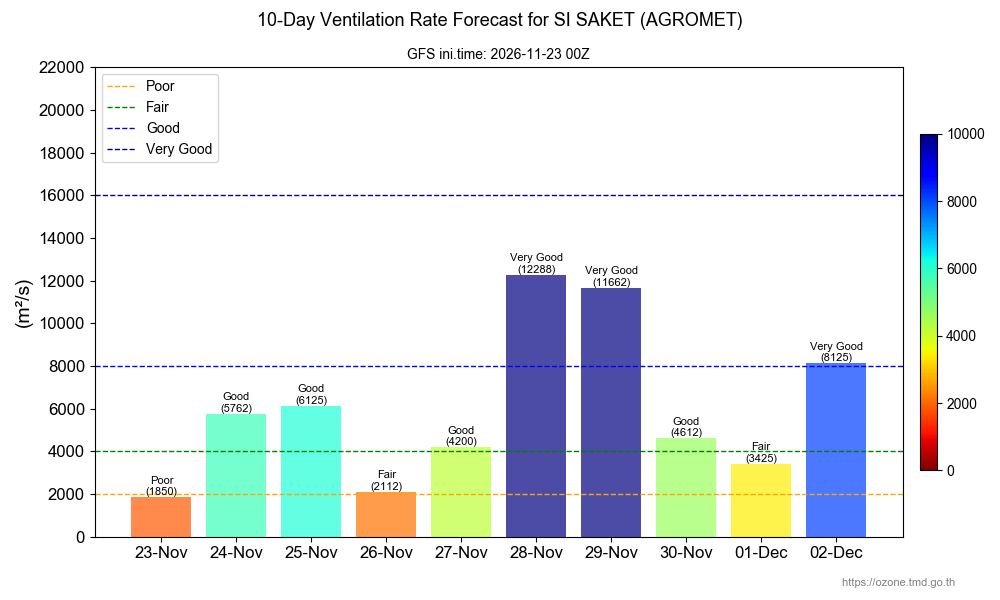 10-Day Ventilation Rate Forecast for SI SAKET (AGROMET)
GFS ini.time: 2026-11-23 00Z
Poor
Fair
Good
Very Good
(m²/s)
22000
20000
18000
16000
14000
12000
10000
8000
6000
4000
2000
0
Poor
(1850)
Good
(5762)
Good
(6125)
Fair
(2112)
Good
(4200)
Very Good
(12288)
Very Good
(11662)
Good
(4612)
Fair
(3425)
Very Good
(8125)
23-Nov 24-Nov 25-Nov 26-Nov 27-Nov 28-Nov 29-Nov 30-Nov 01-Dec 02-Dec
10000
8000
6000
4000
2000
0
https://ozone.tmd.go.th